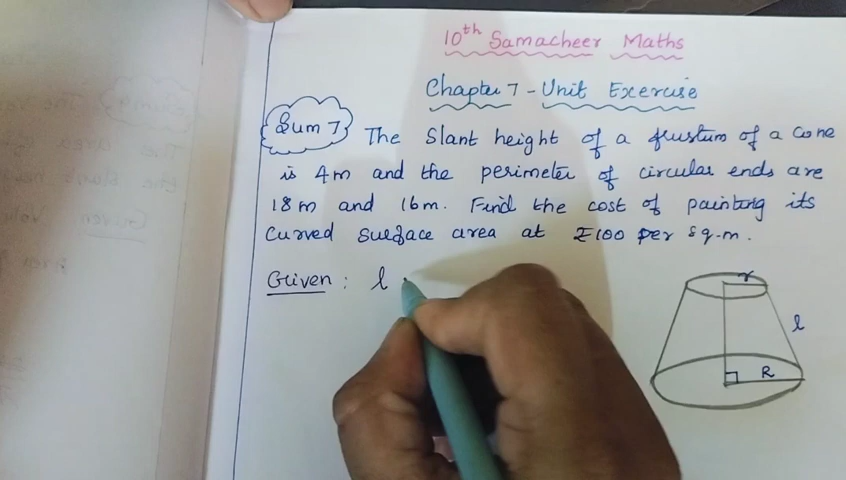 10th Samacheer Maths
Chapter 7 - Unit Exercise
Sum 7
The Slant height of a frustum of a cone
is 4m and the perimeter of circular ends are
18m and 16m. Find the cost of painting its
Curved Surface area at ₹100 per sq.m.
Given : l
r
l
R